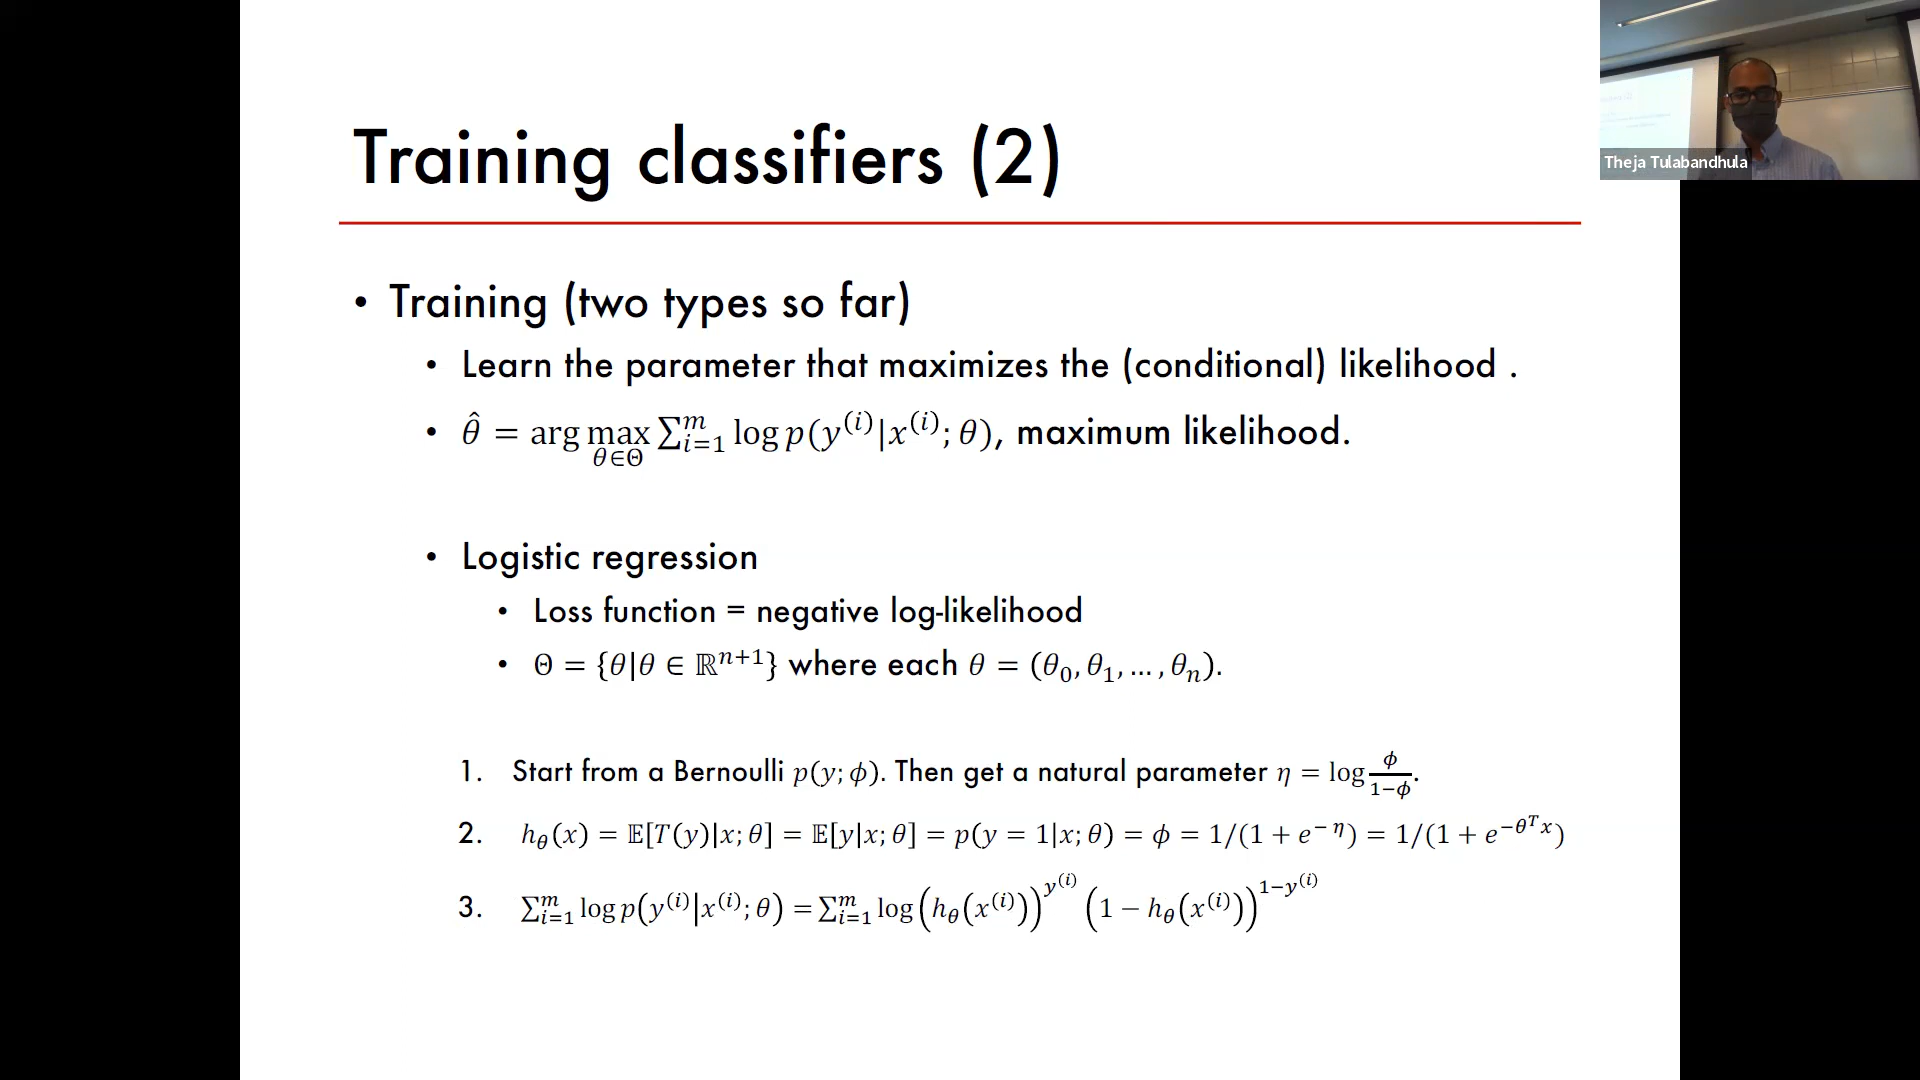 Training classifiers (2)
Theja Tulabandhula
• Training (two types so far)
• Learn the parameter that maximizes the (conditional) likelihood .
• θ̂ = arg max_{θ∈Θ} ∑_{i=1}^{m} log p(y^{(i)}|x^{(i)}; θ), maximum likelihood.
• Logistic regression
• Loss function = negative log-likelihood
• Θ = {θ|θ ∈ ℝ^{n+1}} where each θ = (θ_0, θ_1, … , θ_n).
1. Start from a Bernoulli p(y; ϕ). Then get a natural parameter η = log ϕ/(1−ϕ).
2. h_θ(x) = 𝔼[T(y)|x; θ] = 𝔼[y|x; θ] = p(y = 1|x; θ) = ϕ = 1/(1 + e^{−η}) = 1/(1 + e^{−θ^T x})
3. ∑_{i=1}^{m} log p(y^{(i)}|x^{(i)}; θ) = ∑_{i=1}^{m} log (h_θ(x^{(i)}))^{y^{(i)}} (1 − h_θ(x^{(i)}))^{1−y^{(i)}}